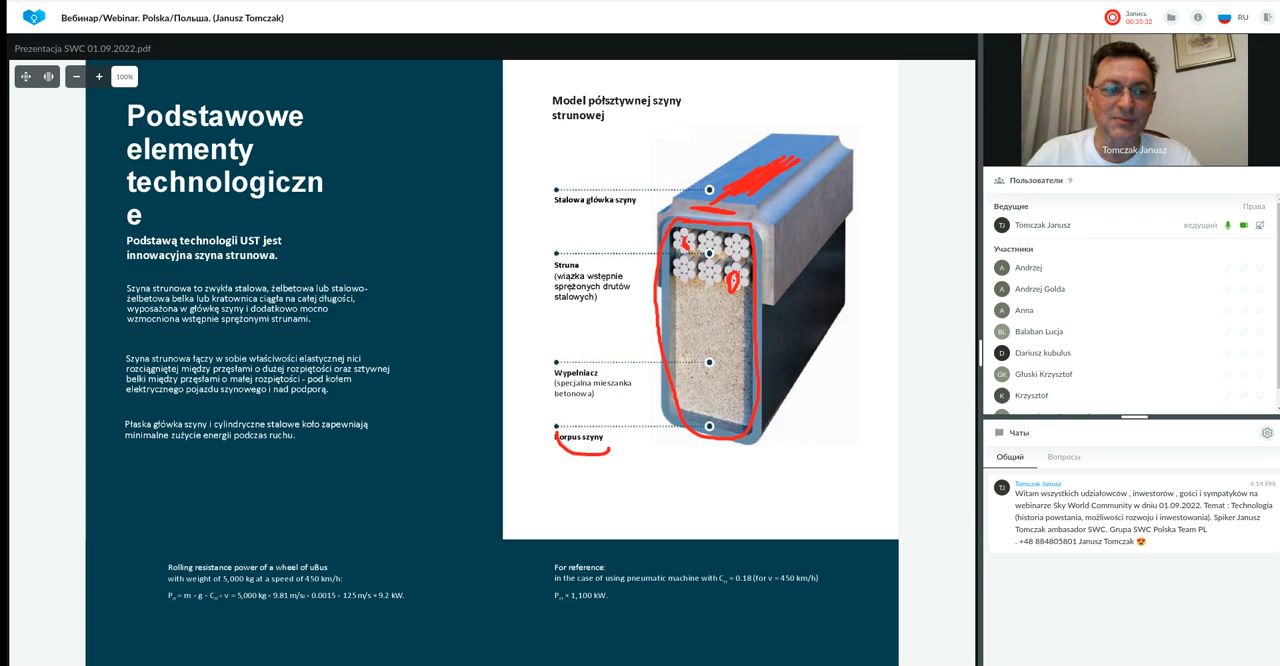 Вебинар/Webinar. Polska/Польша. (Janusz Tomczak)
Запись
00:35:32
RU
Prezentacja SWC 01.09.2022.pdf
100%
Podstawowe
elementy
technologiczn
e
Podstawą technologii UST jest
innowacyjna szyna strunowa.
Szyna strunowa to zwykła stalowa, żelbetowa lub stalowo-
żelbetowa belka lub kratownica ciągła na całej długości,
wyposażona w główkę szyny i dodatkowo mocno
wzmocniona wstępnie sprężonymi strunami.
Szyna strunowa łączy w sobie właściwości elastycznej nici
rozciągniętej między przęsłami o dużej rozpiętości oraz sztywnej
belki między przęsłami o małej rozpiętości - pod kołem
elektrycznego pojazdu szynowego i nad podporą.
Płaska główka szyny i cylindryczne stalowe koło zapewniają
minimalne zużycie energii podczas ruchu.
Model półsztywnej szyny
strunowej
Stalowa główka szyny
Struna
(wiązka wstępnie
sprężonych drutów
stalowych)
Wypełniacz
(specjalna mieszanka
betonowa)
Korpus szyny
Rolling resistance power of a wheel of uBus
with weight of 5,000 kg at a speed of 450 km/h:
For reference:
in the case of using pneumatic machine with Crr = 0.18 (for v = 450 km/h)
Tomczak Janusz
Пользователи 9
Ведущие
Права
TJ Tomczak Janusz ведущий
Участники
A Andrzej
A Andrzej Golda
A Anna
BL Balaban Lucja
D Dariusz kubulus
GK Głuski Krzysztof
K Krzysztof
Чаты
Общий Вопросы
TJ Tomczak Janusz 4:14 PM
Witam wszystkich udziałowców , inwestorów , gości i sympatyków na
webinarze Sky World Community w dniu 01.09.2022. Temat : Technologia
(historia powstania, możliwości rozwoju i inwestowania). Spiker Janusz
Tomczak ambasador SWC. Grupa SWC Polska Team PL
. +48 884805801 Janusz Tomczak 😍